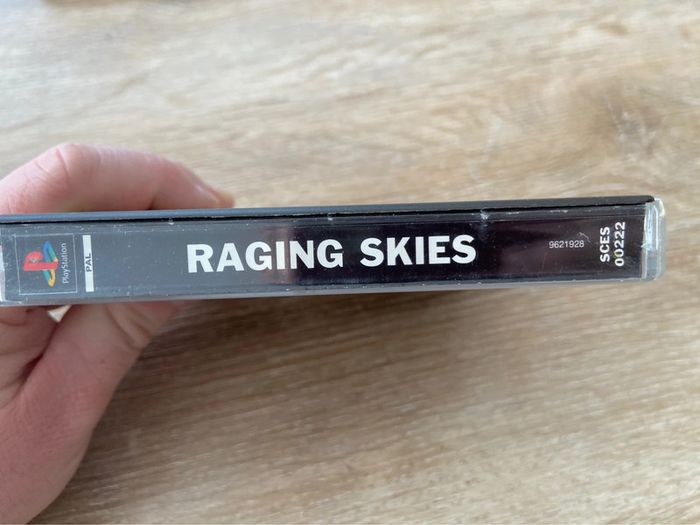 PlayStation
PAL
RAGING SKIES
9621928
SCES
00222